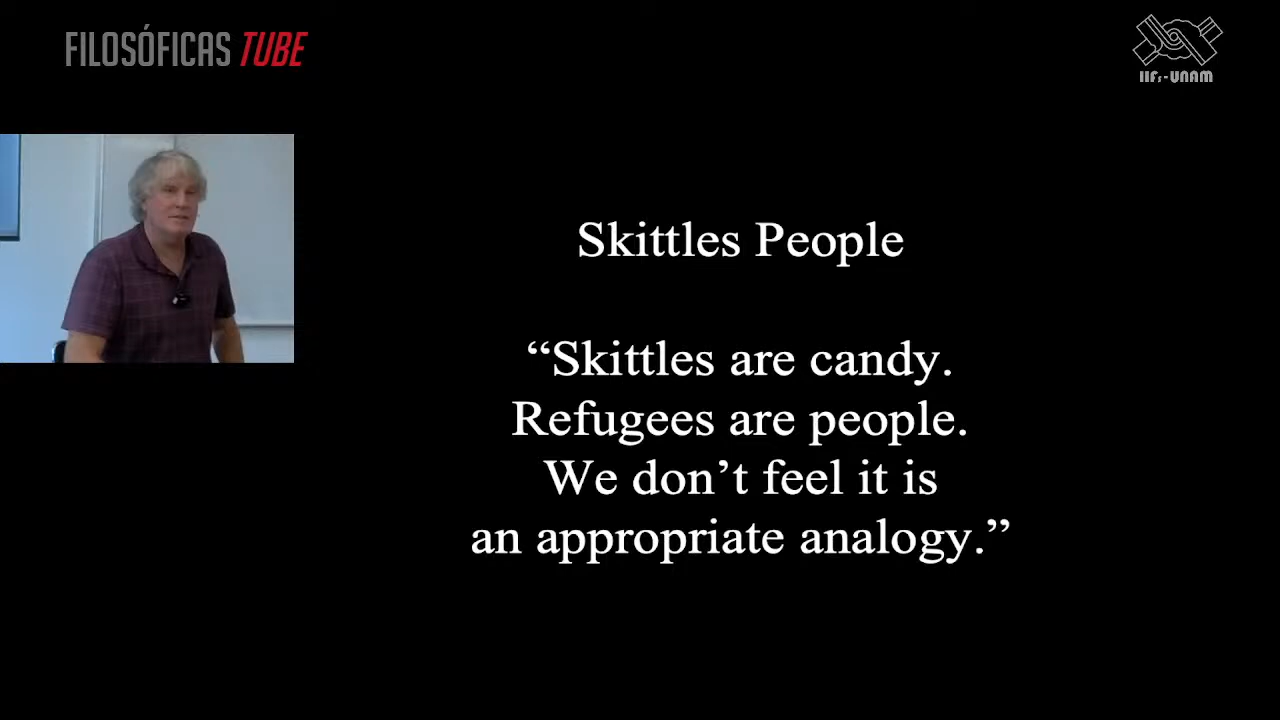 FILOSÓFICAS TUBE
IIFs-UNAM
Skittles People
“Skittles are candy.
Refugees are people.
We don’t feel it is
an appropriate analogy.”